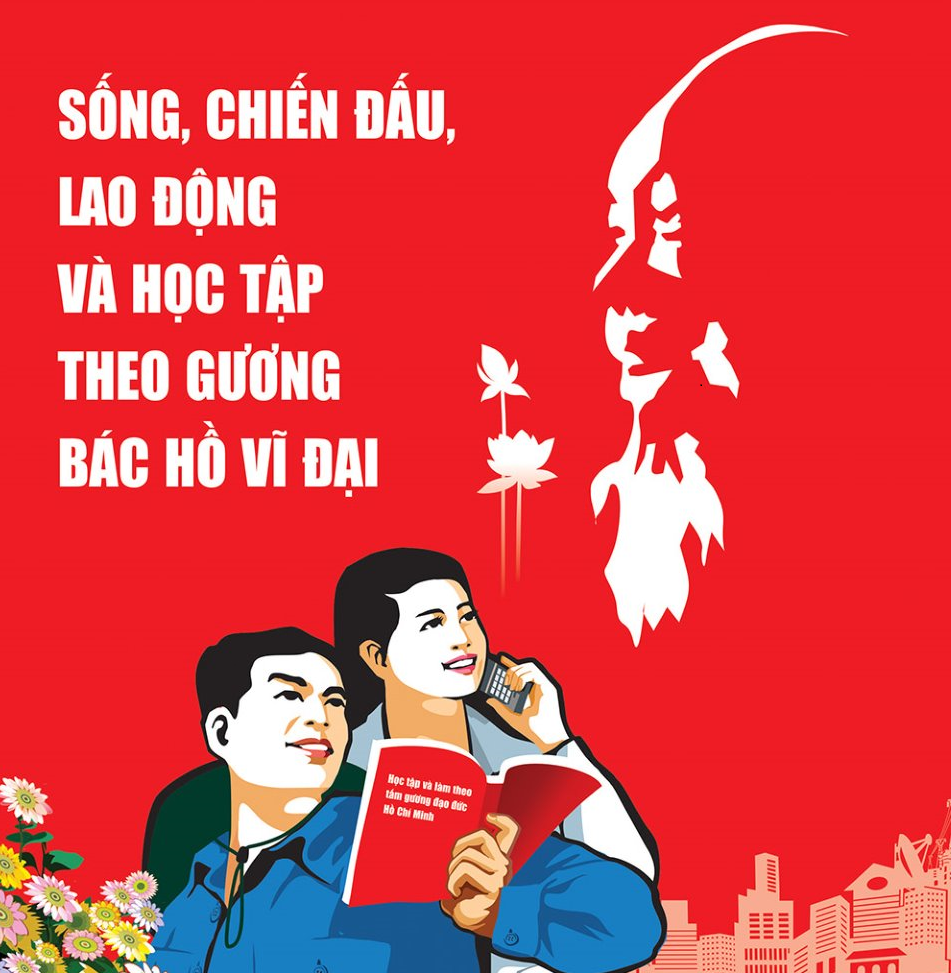 SỐNG, CHIẾN ĐẤU,
LAO ĐỘNG
VÀ HỌC TẬP
THEO GƯƠNG
BÁC HỒ VĨ ĐẠI
Học tập và làm theo
tấm gương đạo đức
Hồ Chí Minh